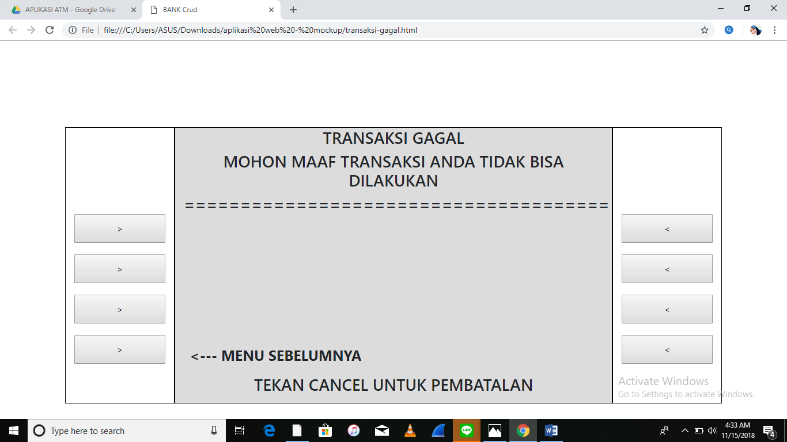 APLIKASI ATM - Google Drive
BANK Crud
File
file:///C:/Users/ASUS/Downloads/aplikasi%20web%20-%20mockup/transaksi-gagal.html
TRANSAKSI GAGAL
MOHON MAAF TRANSAKSI ANDA TIDAK BISA
DILAKUKAN
======================================
>
<
>
<
>
<
>
<
<--- MENU SEBELUMNYA
TEKAN CANCEL UNTUK PEMBATALAN
Activate Windows
Go to Settings to activate Windows.
Type here to search
4:33 AM
11/15/2018
4